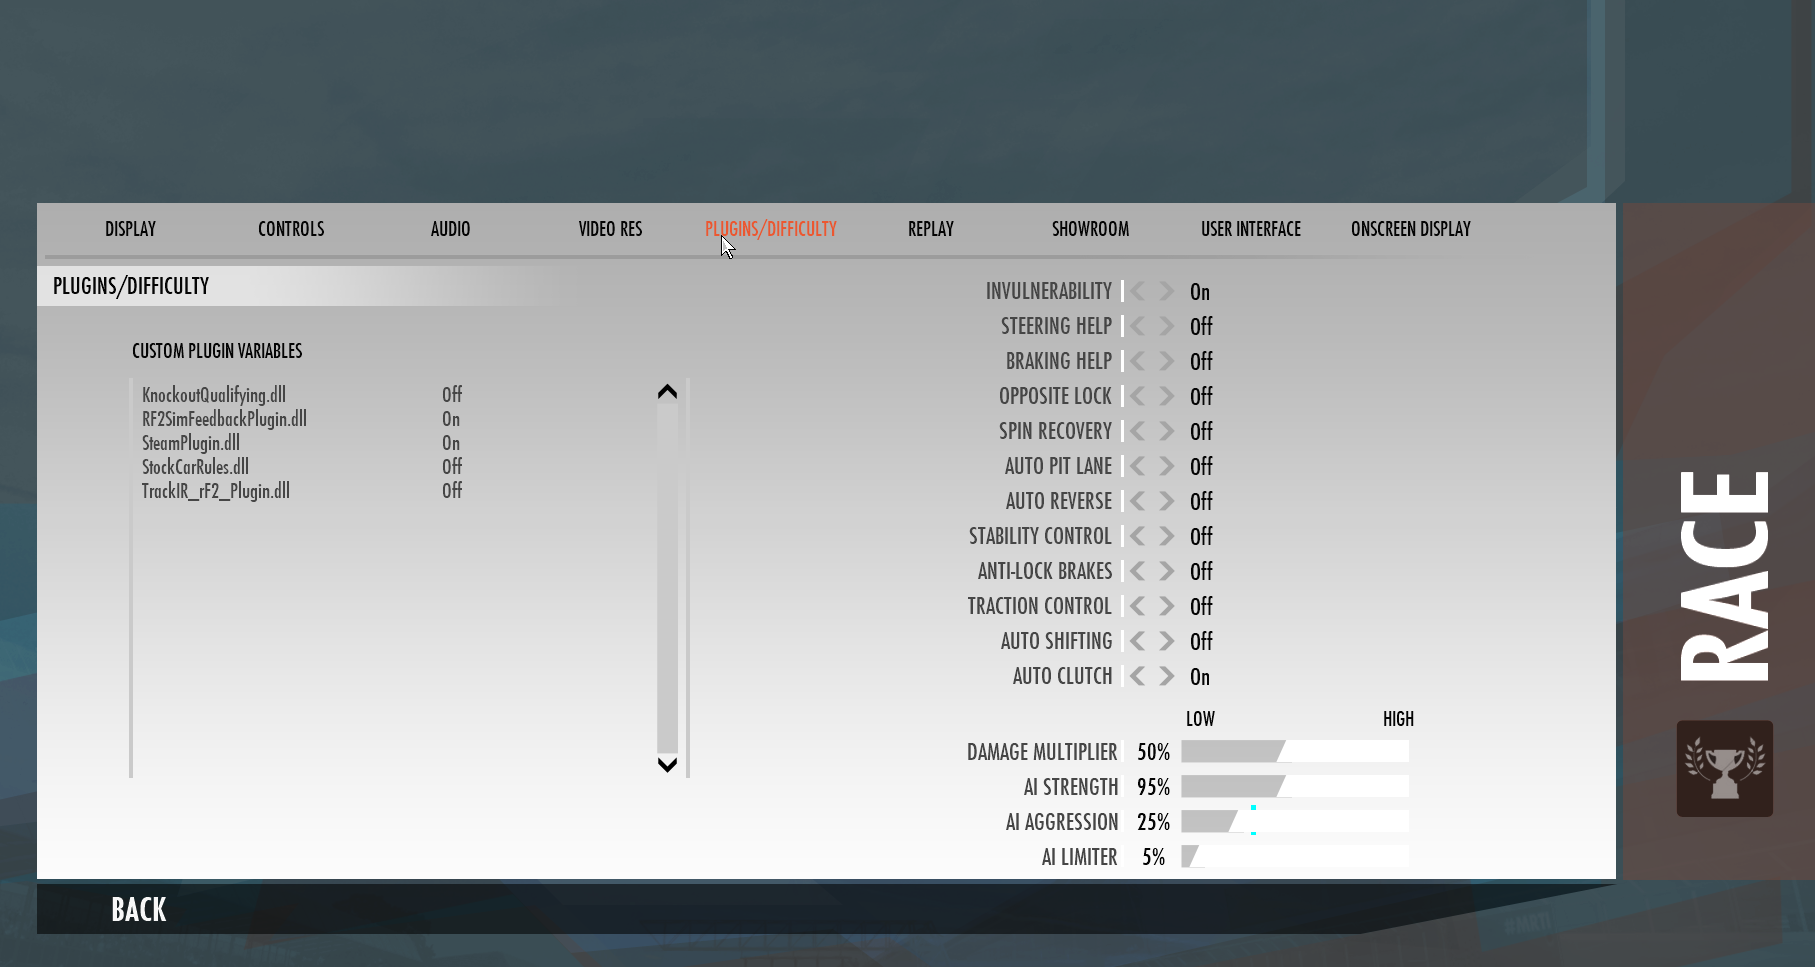 DISPLAY CONTROLS AUDIO VIDEO RES PLUGINS/DIFFICULTY REPLAY SHOWROOM USER INTERFACE ONSCREEN DISPLAY
PLUGINS/DIFFICULTY
CUSTOM PLUGIN VARIABLES
KnockoutQualifying.dll Off
RF2SimFeedbackPlugin.dll On
SteamPlugin.dll On
StockCarRules.dll Off
TrackIR_rF2_Plugin.dll Off
INVULNERABILITY On
STEERING HELP Off
BRAKING HELP Off
OPPOSITE LOCK Off
SPIN RECOVERY Off
AUTO PIT LANE Off
AUTO REVERSE Off
STABILITY CONTROL Off
ANTI-LOCK BRAKES Off
TRACTION CONTROL Off
AUTO SHIFTING Off
AUTO CLUTCH On
LOW HIGH
DAMAGE MULTIPLIER 50%
AI STRENGTH 95%
AI AGGRESSION 25%
AI LIMITER 5%
RACE
BACK